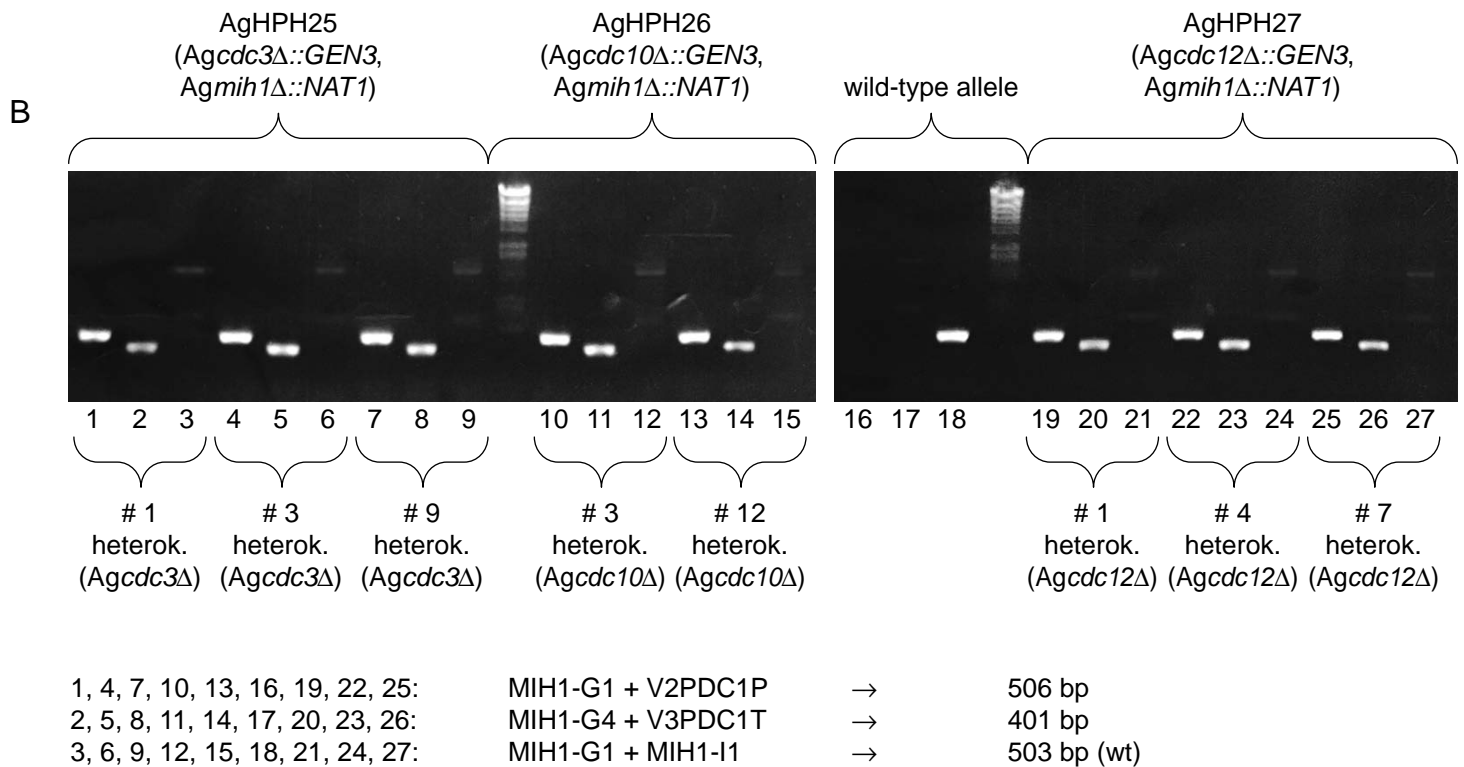 AgHPH25
(Agcdc3Δ::GEN3,
Agmih1Δ::NAT1)
AgHPH26
(Agcdc10Δ::GEN3,
Agmih1Δ::NAT1)
wild-type allele
AgHPH27
(Agcdc12Δ::GEN3,
Agmih1Δ::NAT1)
B
1 2 3 4 5 6 7 8 9 10 11 12 13 14 15 16 17 18 19 20 21 22 23 24 25 26 27
# 1
heterok.
(Agcdc3Δ)
# 3
heterok.
(Agcdc3Δ)
# 9
heterok.
(Agcdc3Δ)
# 3
heterok.
(Agcdc10Δ)
# 12
heterok.
(Agcdc10Δ)
# 1
heterok.
(Agcdc12Δ)
# 4
heterok.
(Agcdc12Δ)
# 7
heterok.
(Agcdc12Δ)
1, 4, 7, 10, 13, 16, 19, 22, 25: MIH1-G1 + V2PDC1P → 506 bp
2, 5, 8, 11, 14, 17, 20, 23, 26: MIH1-G4 + V3PDC1T → 401 bp
3, 6, 9, 12, 15, 18, 21, 24, 27: MIH1-G1 + MIH1-I1 → 503 bp (wt)